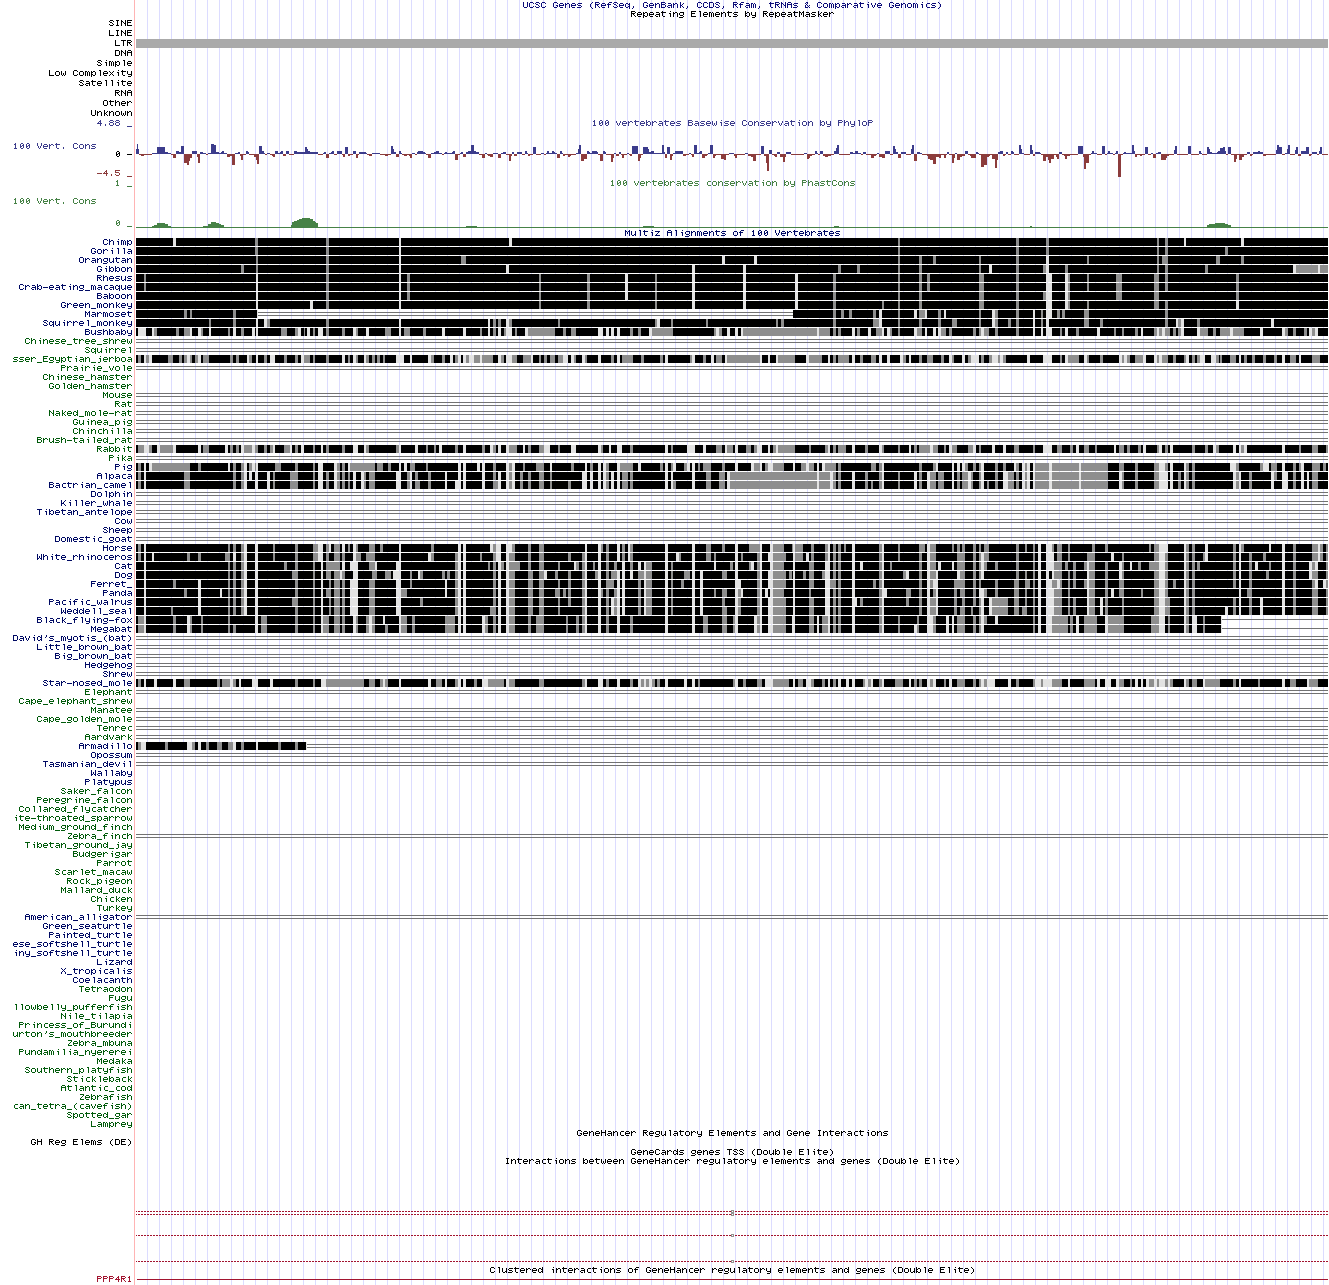 UCSC Genes (RefSeq, GenBank, CCDS, Rfam, tRNAs & Comparative Genomics)
Repeating Elements by RepeatMasker
SINE
LINE
LTR
DNA
Simple
Low Complexity
Satellite
RNA
Other
Unknown
4.88 _
100 vertebrates Basewise Conservation by PhyloP
100 Vert. Cons
0 _
-4.5 _
1 _
100 vertebrates conservation by PhastCons
100 Vert. Cons
0 _
Multiz Alignments of 100 Vertebrates
Chimp
Gorilla
Orangutan
Gibbon
Rhesus
Crab-eating_macaque
Baboon
Green_monkey
Marmoset
Squirrel_monkey
Bushbaby
Chinese_tree_shrew
Squirrel
sser_Egyptian_jerboa
Prairie_vole
Chinese_hamster
Golden_hamster
Mouse
Rat
Naked_mole-rat
Guinea_pig
Chinchilla
Brush-tailed_rat
Rabbit
Pika
Pig
Alpaca
Bactrian_camel
Dolphin
Killer_whale
Tibetan_antelope
Cow
Sheep
Domestic_goat
Horse
White_rhinoceros
Cat
Dog
Ferret_
Panda
Pacific_walrus
Weddell_seal
Black_flying-fox
Megabat
David's_myotis_(bat)
Little_brown_bat
Big_brown_bat
Hedgehog
Shrew
Star-nosed_mole
Elephant
Cape_elephant_shrew
Manatee
Cape_golden_mole
Tenrec
Aardvark
Armadillo
Opossum
Tasmanian_devil
Wallaby
Platypus
Saker_falcon
Peregrine_falcon
Collared_flycatcher
ite-throated_sparrow
Medium_ground_finch
Zebra_finch
Tibetan_ground_jay
Budgerigar
Parrot
Scarlet_macaw
Rock_pigeon
Mallard_duck
Chicken
Turkey
American_alligator
Green_seaturtle
Painted_turtle
ese_softshell_turtle
iny_softshell_turtle
Lizard
X_tropicalis
Coelacanth
Tetraodon
Fugu
llowbelly_pufferfish
Nile_tilapia
Princess_of_Burundi
urton's_mouthbreeder
Zebra_mbuna
Pundamilia_nyererei
Medaka
Southern_platyfish
Stickleback
Atlantic_cod
Zebrafish
can_tetra_(cavefish)
Spotted_gar
Lamprey
GeneHancer Regulatory Elements and Gene Interactions
GH Reg Elems (DE)
GeneCards genes TSS (Double Elite)
Interactions between GeneHancer regulatory elements and genes (Double Elite)
Clustered interactions of GeneHancer regulatory elements and genes (Double Elite)
PPP4R1